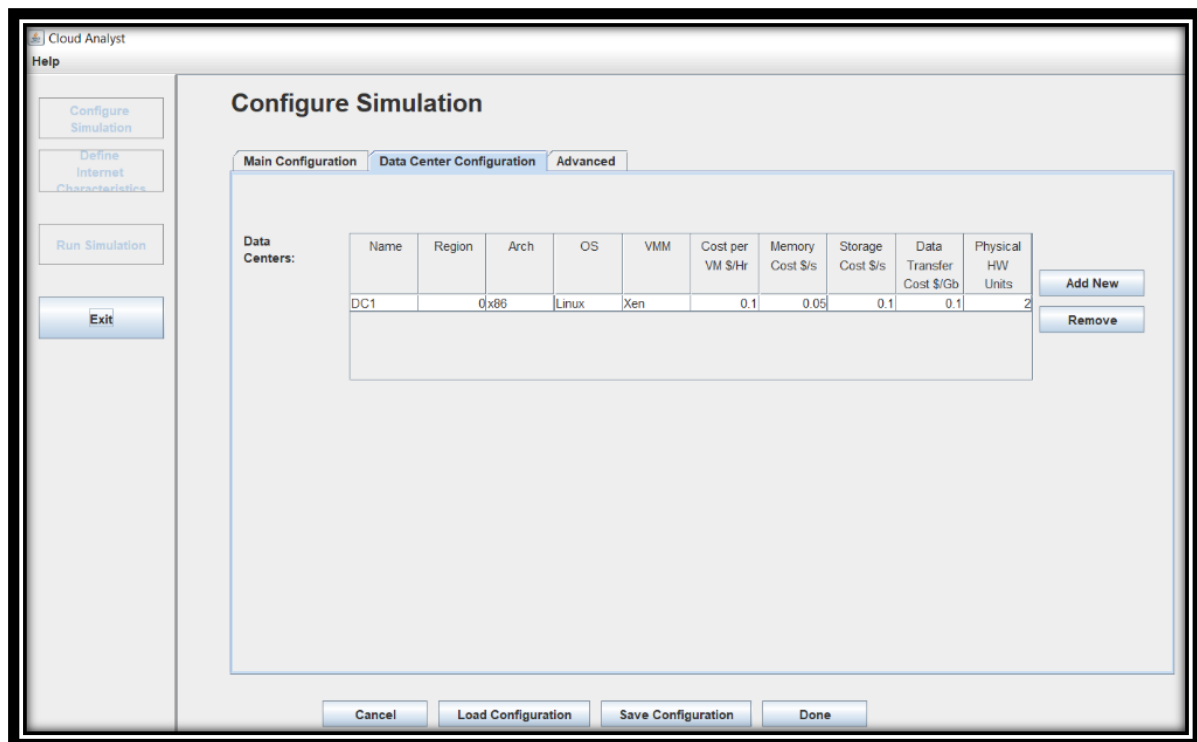 Cloud Analyst
Help
Configure
Simulation
Define
Internet
Characteristics
Run Simulation
Exit
Configure Simulation
Main Configuration Data Center Configuration Advanced
Data
Centers:
Name Region Arch OS VMM Cost per VM $/Hr Memory Cost $/s Storage Cost $/s Data Transfer Cost $/Gb Physical HW Units
DC1 0 x86 Linux Xen 0.1 0.05 0.1 0.1 2
Add New
Remove
Cancel Load Configuration Save Configuration Done